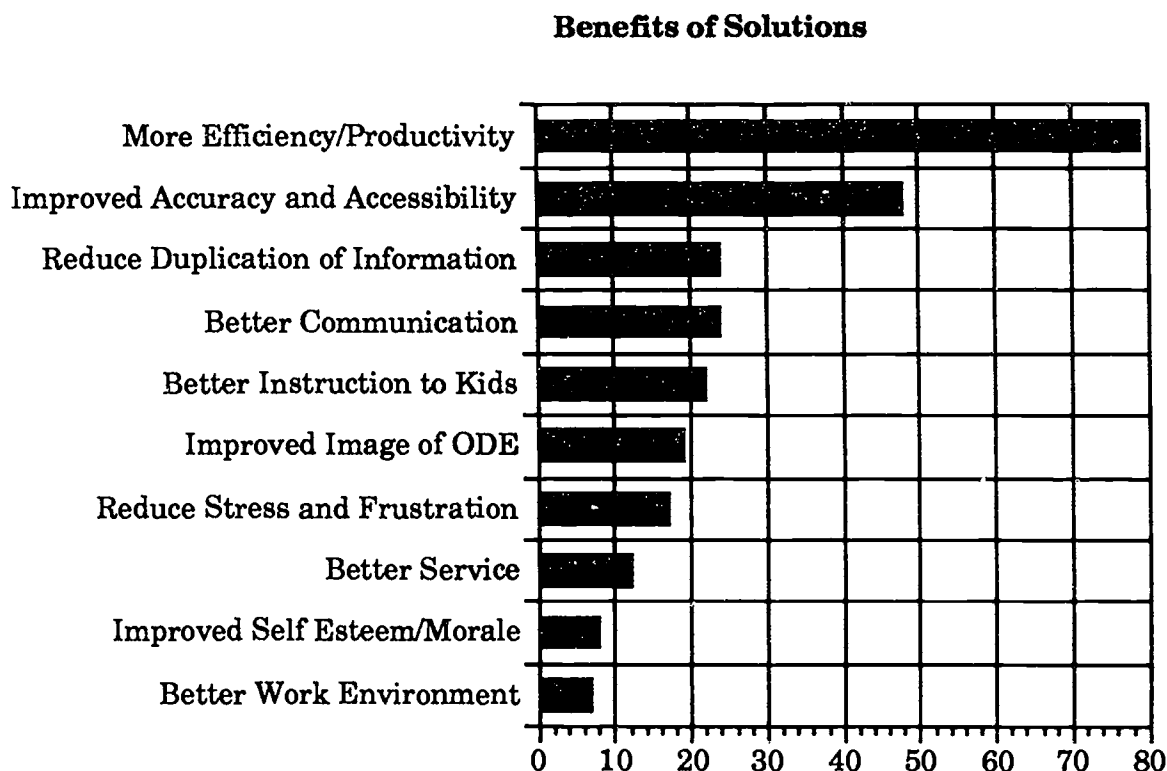 Benefits of Solutions
More Efficiency/Productivity
Improved Accuracy and Accessibility
Reduce Duplication of Information
Better Communication
Better Instruction to Kids
Improved Image of ODE
Reduce Stress and Frustration
Better Service
Improved Self Esteem/Morale
Better Work Environment
0 10 20 30 40 50 60 70 80